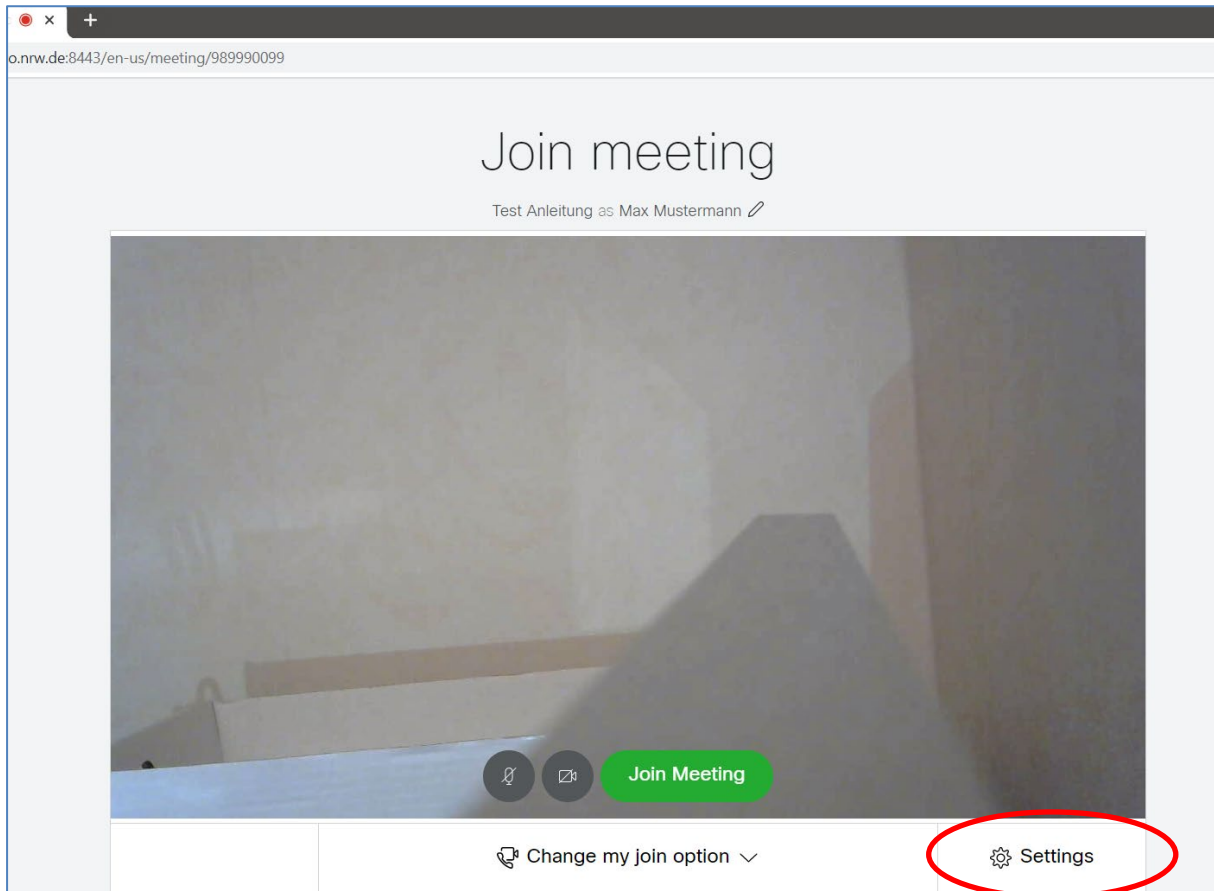 o.nrw.de:8443/en-us/meeting/989990099
Join meeting
Test Anleitung as Max Mustermann
Join Meeting
Change my join option
Settings